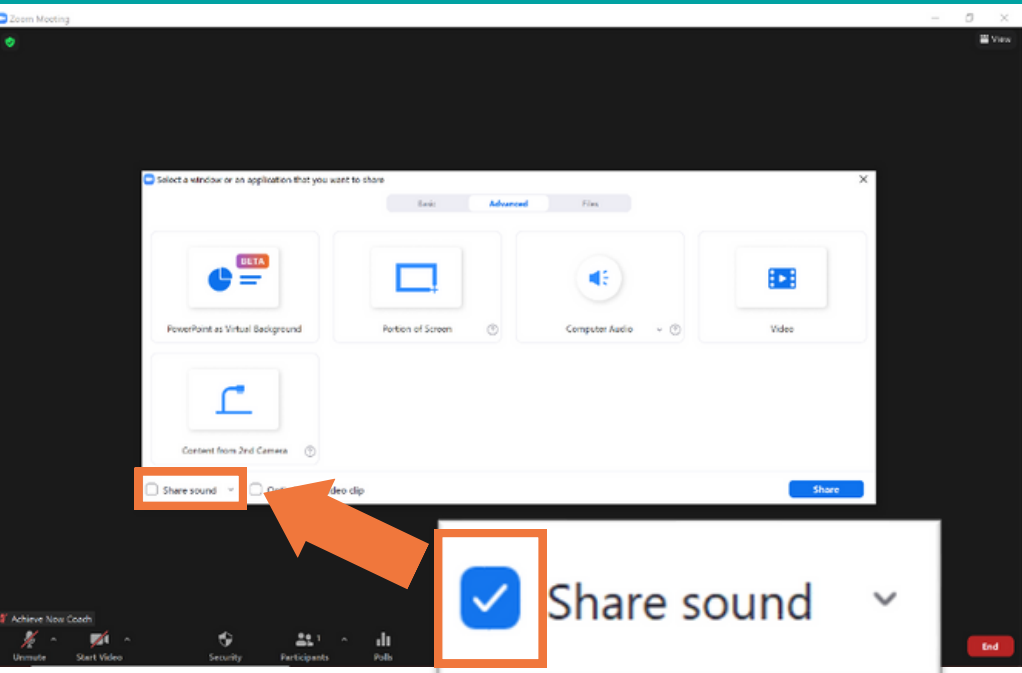 Zoom Meeting
View
Select a window or an application that you want to share
Basic
Advanced
Files
BETA
PowerPoint as Virtual Background
Portion of Screen
Computer Audio
Video
Content from 2nd Camera
Share sound
deo clip
Share
Share sound
Achieve Now Coach
Unmute
Start Video
Security
Participants
1
Polls
End